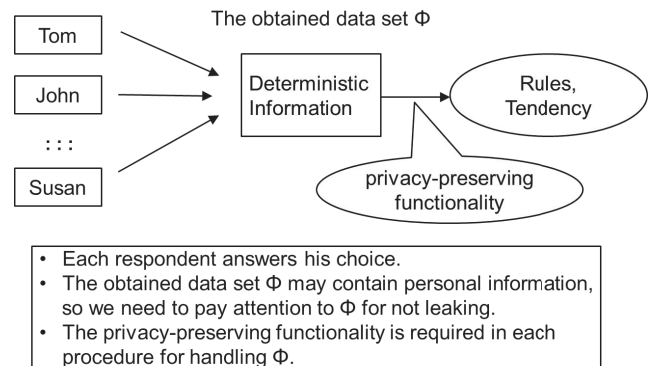 The obtained data set Φ
Tom
John
:::
Susan
Deterministic
Information
Rules,
Tendency
privacy-preserving
functionality
• Each respondent answers his choice.
• The obtained data set Φ may contain personal information,
so we need to pay attention to Φ for not leaking.
• The privacy-preserving functionality is required in each
procedure for handling Φ.